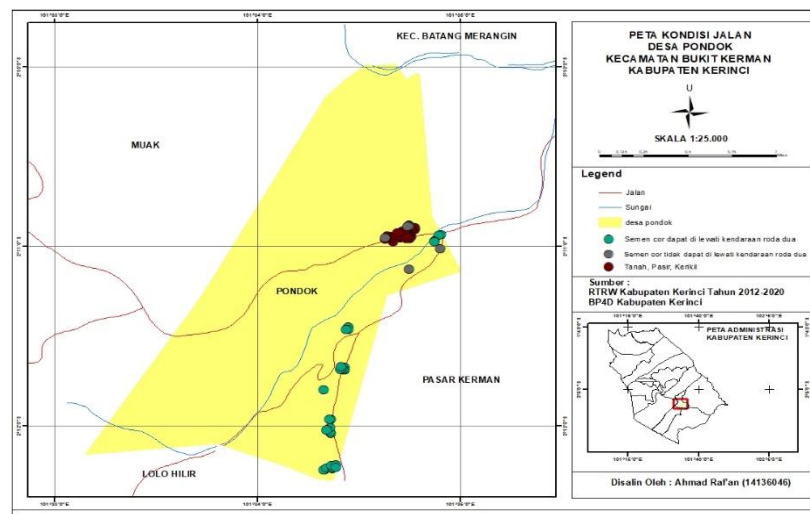 KEC. BATANG MERANGIN
MUAK
PONDOK
PASAR KERMAN
LOLO HILIR
PETA KONDISI JALAN
DESA PONDOK
KECAMATAN BUKIT KERMAN
KABUPATEN KERINCI
U
SKALA 1:25.000
Legend
Jalan
Sungai
desa pondok
Semen cor dapat di lewati kendaraan roda dua
Semen cor tidak dapat di lewati kendaraan roda dua
Tanah, Pasir, Kerikil
Sumber :
RTRW Kabupaten Kerinci Tahun 2012-2020
BP4D Kabupaten Kerinci
PETA ADMINISTRASI
KABUPATEN KERINCI
Disalin Oleh : Ahmad Raf'an (14136046)